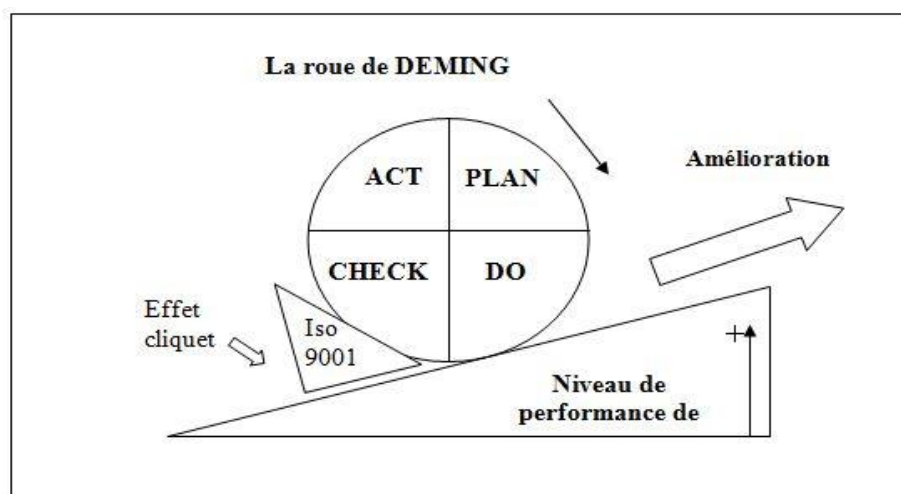 La roue de DEMING
Amélioration
ACT
PLAN
CHECK
DO
Effet
cliquet
Iso
9001
+
Niveau de
performance de